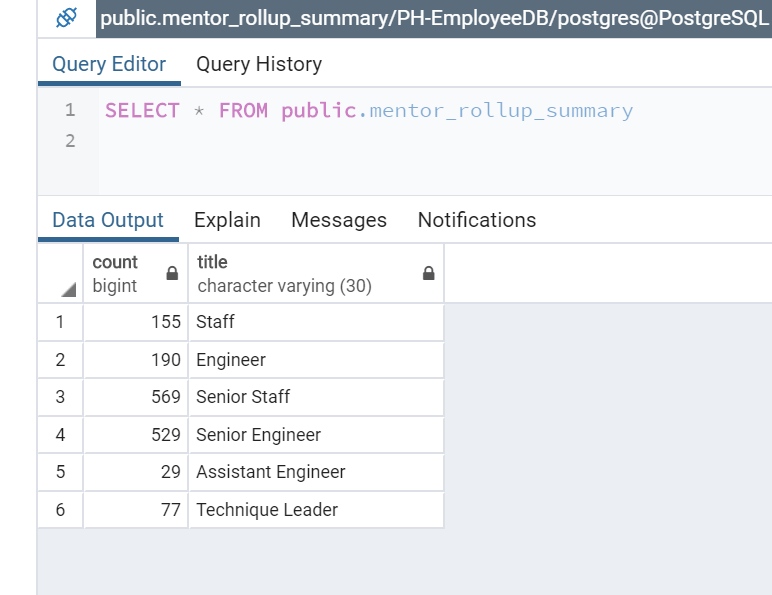 public.mentor_rollup_summary/PH-EmployeeDB/postgres@PostgreSQL
Query Editor Query History
1 SELECT * FROM public.mentor_rollup_summary
2
Data Output Explain Messages Notifications
count title
bigint character varying (30)
1 155 Staff
2 190 Engineer
3 569 Senior Staff
4 529 Senior Engineer
5 29 Assistant Engineer
6 77 Technique Leader